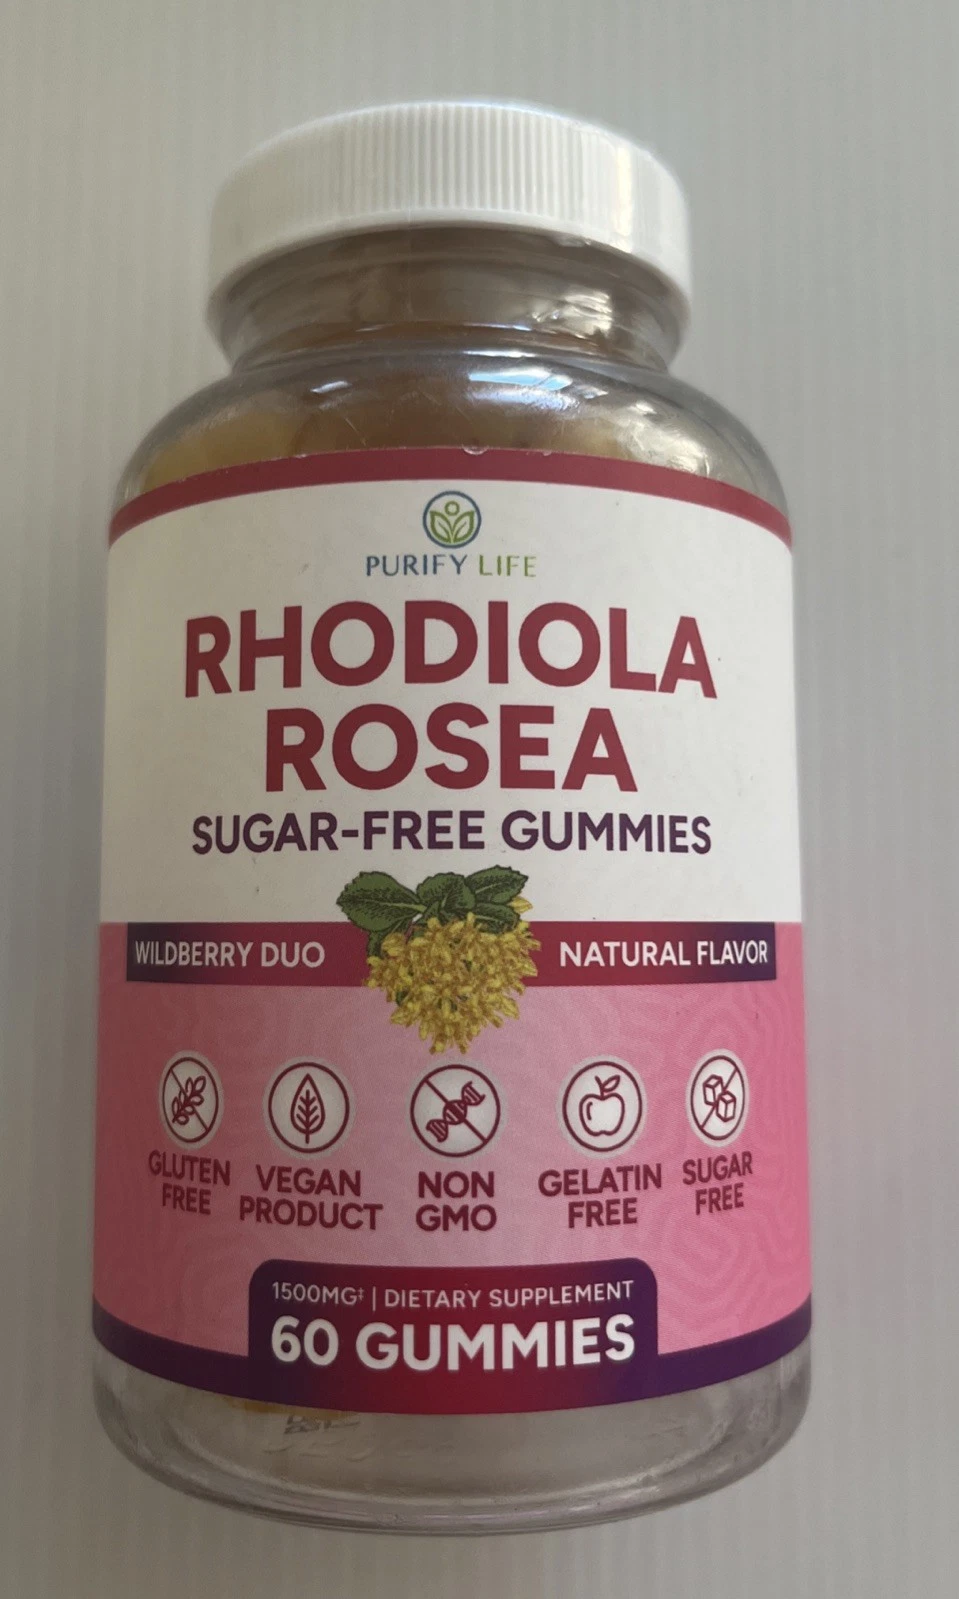 PURIFY LIFE
RHODIOLA
ROSEA
SUGAR-FREE GUMMIES
WILDBERRY DUO
NATURAL FLAVOR
GLUTEN
FREE
VEGAN
PRODUCT
NON
GMO
GELATIN
FREE
SUGAR
FREE
1500MG‡ | DIETARY SUPPLEMENT
60 GUMMIES